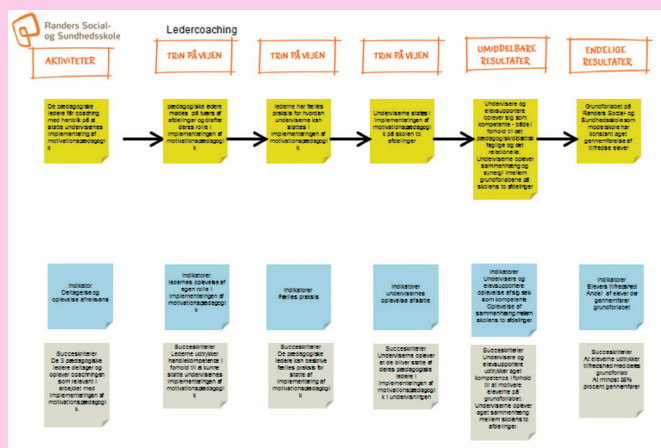 Randers Social-
og Sundhedsskole
Ledercoaching
AKTIVITETER
TRIN PÅ VEJEN
TRIN PÅ VEJEN
TRIN PÅ VEJEN
UMIDDELBARE
RESULTATER
ENDELIGE
RESULTATER
De pædagogiske
ledere får coaching
med henblik på at
støtte undervisernes
implementering af
motivationspædagogi
k
pædagogiske ledere
mødes på tværs af
afdelinger og drøfter
deres rolle i
implementeringen af
motivationspædagogi
k
lederne har fælles
praksis for hvordan
underviserne kan
støttes i
implementeringen af
motivationspædagogi
k
Underviserne støttes i
implementering af
motivationspædagogi
k på skolen to
afdelinger
Undervisere og
elevsupportere
oplever sig som
kompetente - både i
forhold til det
pædagogisk/didaktisk
faglige og det
relationelle.
Underviserne oplever
sammenhæng og
synergi imellem
grundforløbene på
skolens to afdelinger
Grundforløbet på
Randers Social- og
Sundhedsskole som
modelskole har
konstant øget
gennemførelse af
tilfredse elever
Indikator
Deltagelse og
oplevelse af relevans
Indikatorer
ledernes oplevelse af
egen rolle i
implementeringen af
motivationspædagogi
k
Indikatorer
Fælles praksis
Indikatorer
undervisernes
oplevelse af støtte
Indikatorer
Undervisere og
elevsupportere
oplevelse af sig selv
som kompetente
Oplevelse af
sammenhæng mellem
skolens to afdelinger
Indikatorer
Elevers tilfredshed
Andel af elever der
gennemfører
grundforløbet
Succeskriterier
De 3 pædagogiske
ledere deltager og
oplever coachingen
som relevant i
arbejdet med
implementering af
motivationspædagogi
k
Succeskriterier
Lederne udtrykker
handlekompetence i
forhold til at kunne
støtte undervisernes
implementeringen af
motivationspædagogi
k
Succeskriterier
De pædagogiske
ledere kan beskrive
fælles praksis for
støtte af
implementering af
motivationspædagogi
k
Succeskriterier
Underviserne oplever
at de bliver støtte af
deres pædagogiske
ledere i
implementeringen af
motivationspædagogi
k i undervisningen
Succeskriterier
Undervisere og
elevsupportere
udtrykker øget
kompetence i forhold
til at motivere
eleverne på
grundforløbet.
Underviserne oplever
øget sammenhæng
mellem skolens to
afdelinger.
Succeskriterier
At eleverne udtrykker
tilfredshed med deres
grundforløb
At mindst 88%
procent gennemfører